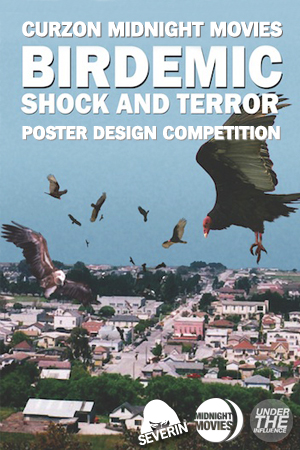 CURZON MIDNIGHT MOVIES
BIRDEMIC
SHOCK AND TERROR
POSTER DESIGN COMPETITION
SEVERIN
MIDNIGHT
MOVIES
UNDER
THE
INFLUENCE